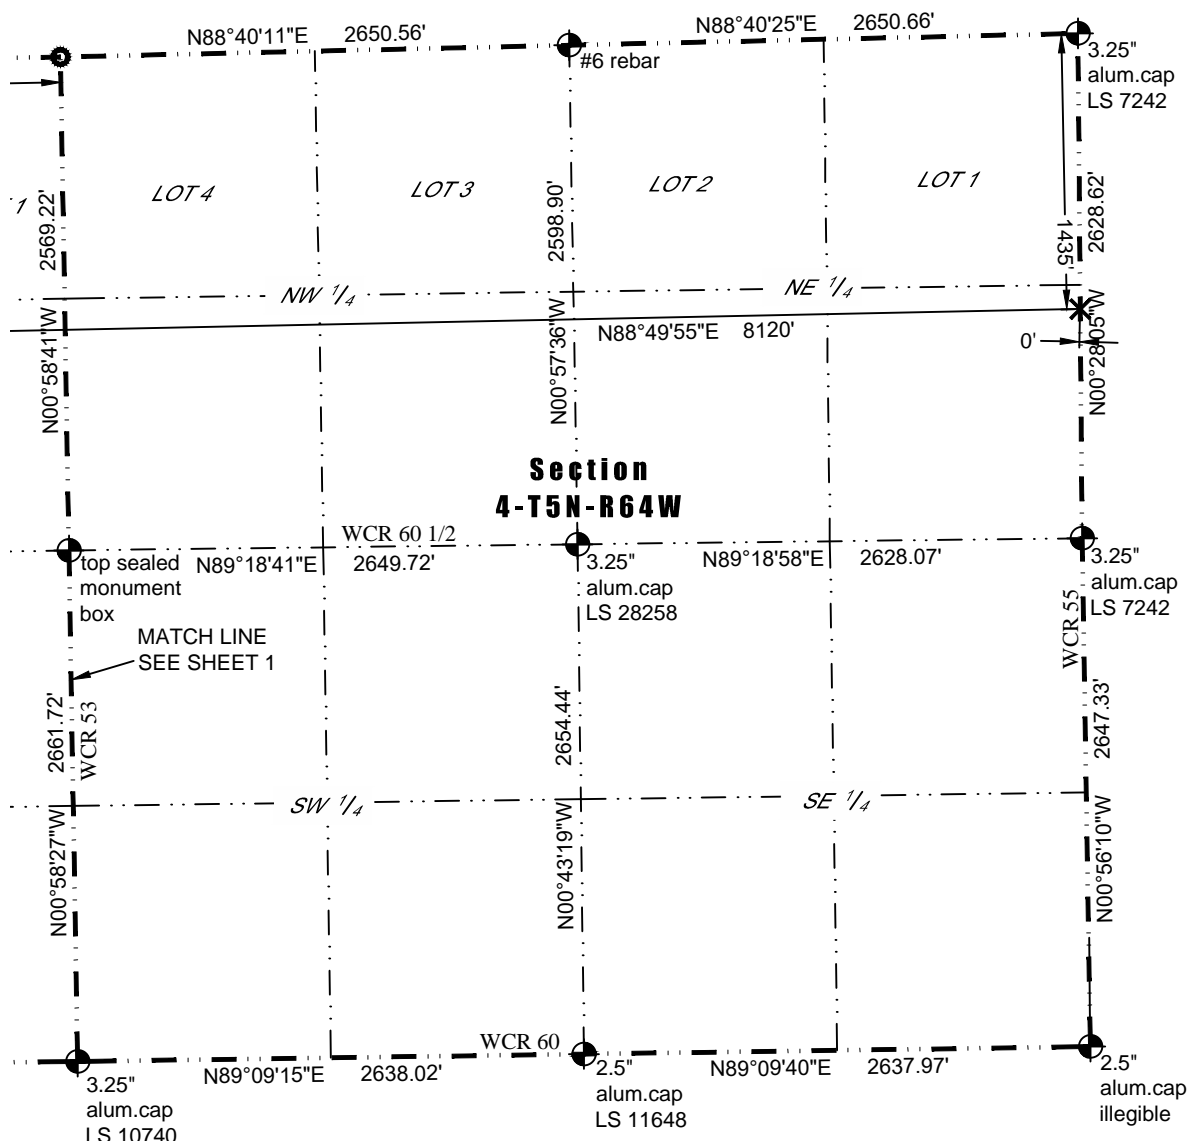 N88°40'11"E 2650.56'
N88°40'25"E 2650.66'
#6 rebar
3.25"
alum.cap
LS 7242
LOT 4
LOT 3
LOT 2
LOT 1
1
2569.22'
2598.90'
2628.62'
1435'
NW 1/4
NE 1/4
N88°49'55"E 8120'
0'
N00°58'41"W
N00°57'36"W
N00°28'05"W
Section
4-T5N-R64W
WCR 60 1/2
top sealed
monument
box
N89°18'41"E 2649.72'
3.25"
alum.cap
LS 28258
N89°18'58"E 2628.07'
3.25"
alum.cap
LS 7242
MATCH LINE
SEE SHEET 1
WCR 55
2661.72'
WCR 53
2654.44'
2647.33'
SW 1/4
SE 1/4
N00°58'27"W
N00°43'19"W
N00°56'10"W
WCR 60
N89°09'15"E 2638.02'
N89°09'40"E 2637.97'
3.25"
alum.cap
LS 10740
2.5"
alum.cap
LS 11648
2.5"
alum.cap
illegible